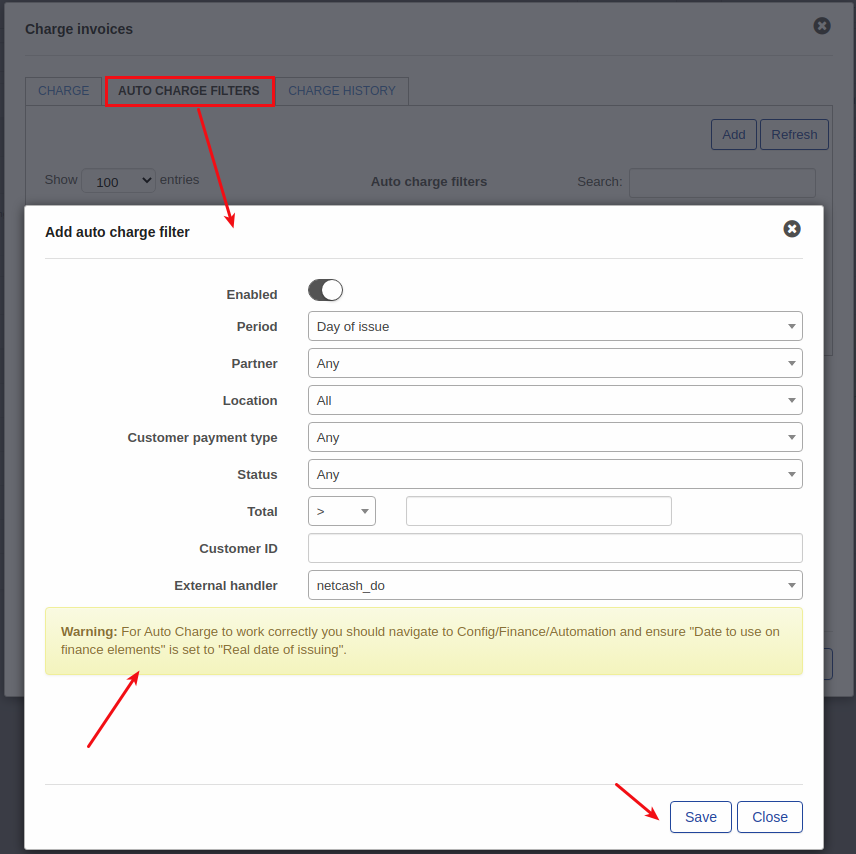 Charge invoices
CHARGE AUTO CHARGE FILTERS CHARGE HISTORY
Add Refresh
Show 100 entries Auto charge filters Search:
Add auto charge filter
Enabled
Period Day of issue
Partner Any
Location All
Customer payment type Any
Status Any
Total >
Customer ID
External handler netcash_do
Warning: For Auto Charge to work correctly you should navigate to Config/Finance/Automation and ensure "Date to use on
finance elements" is set to "Real date of issuing".
Save Close